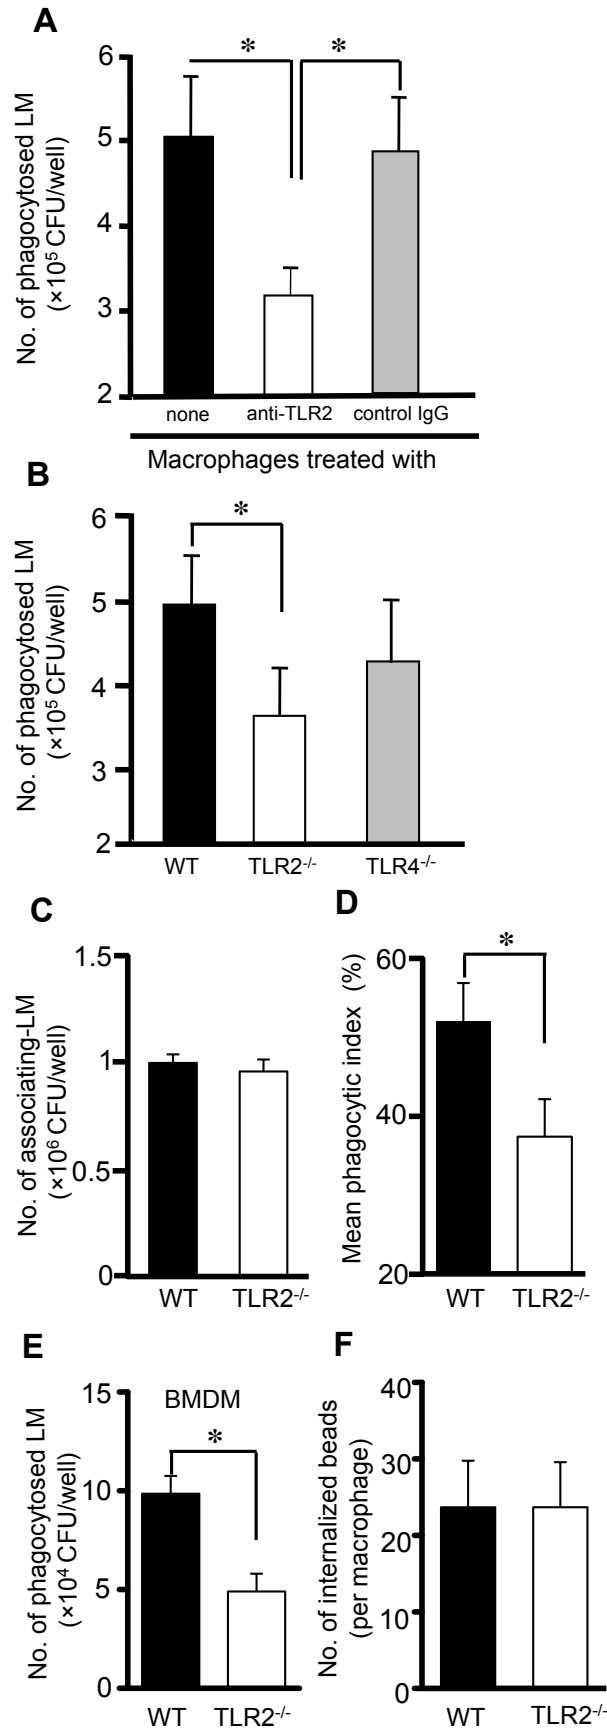 A
No. of phagocytosed LM
(×10⁵ CFU/well)
6
5
4
3
2
*
*
none
anti-TLR2
control IgG
Macrophages treated with
B
No. of phagocytosed LM
(×10⁵ CFU/well)
6
5
4
3
2
*
WT
TLR2⁻/⁻
TLR4⁻/⁻
C
No. of associating-LM
(×10⁶ CFU/well)
1.5
1
0.5
0
WT
TLR2⁻/⁻
D
Mean phagocytic index (%)
60
40
20
*
WT
TLR2⁻/⁻
E
No. of phagocytosed LM
(×10⁴ CFU/well)
15
10
5
0
BMDM
*
WT
TLR2⁻/⁻
F
No. of internalized beads
(per macrophage)
40
30
20
10
0
WT
TLR2⁻/⁻